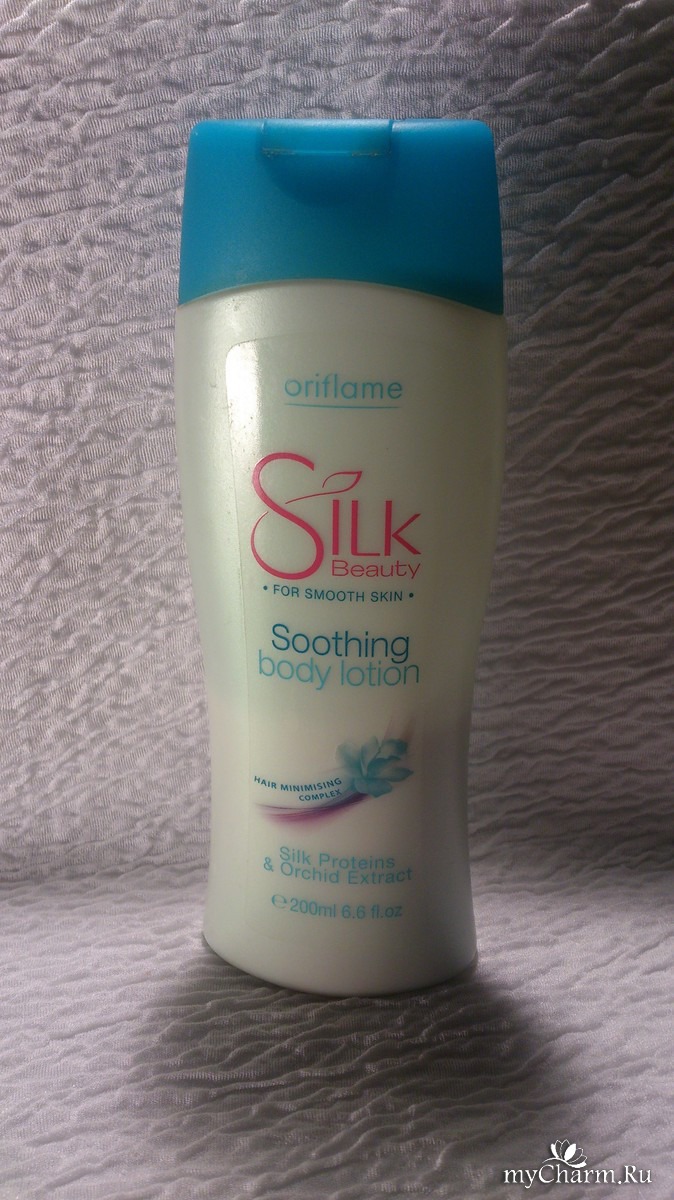 oriflame
SILK
Beauty
• FOR SMOOTH SKIN •
Soothing
body lotion
HAIR MINIMISING
COMPLEX
Silk Proteins
& Orchid Extract
℮200ml 6.6 fl.oz
myCharm.Ru